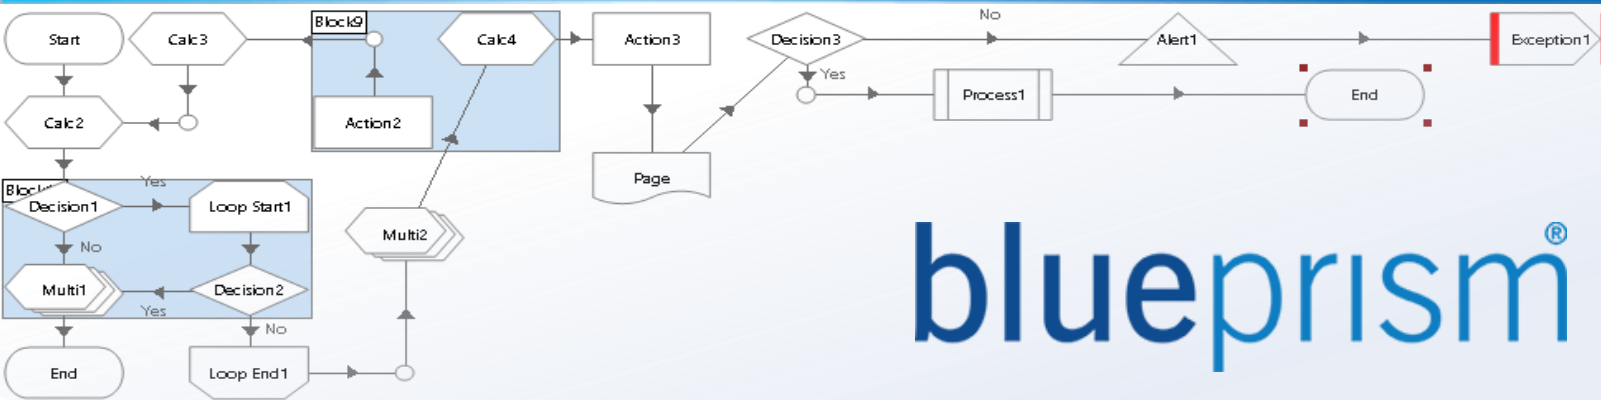 Start
Calc3
Block9
Calc4
Action3
Decision3
No
Alert1
Exception1
Yes
Process1
End
Calc2
Action2
Page
Yes
Decision1
Loop Start1
Multi2
No
Multi1
Decision2
Yes
No
End
Loop End1
blueprism®